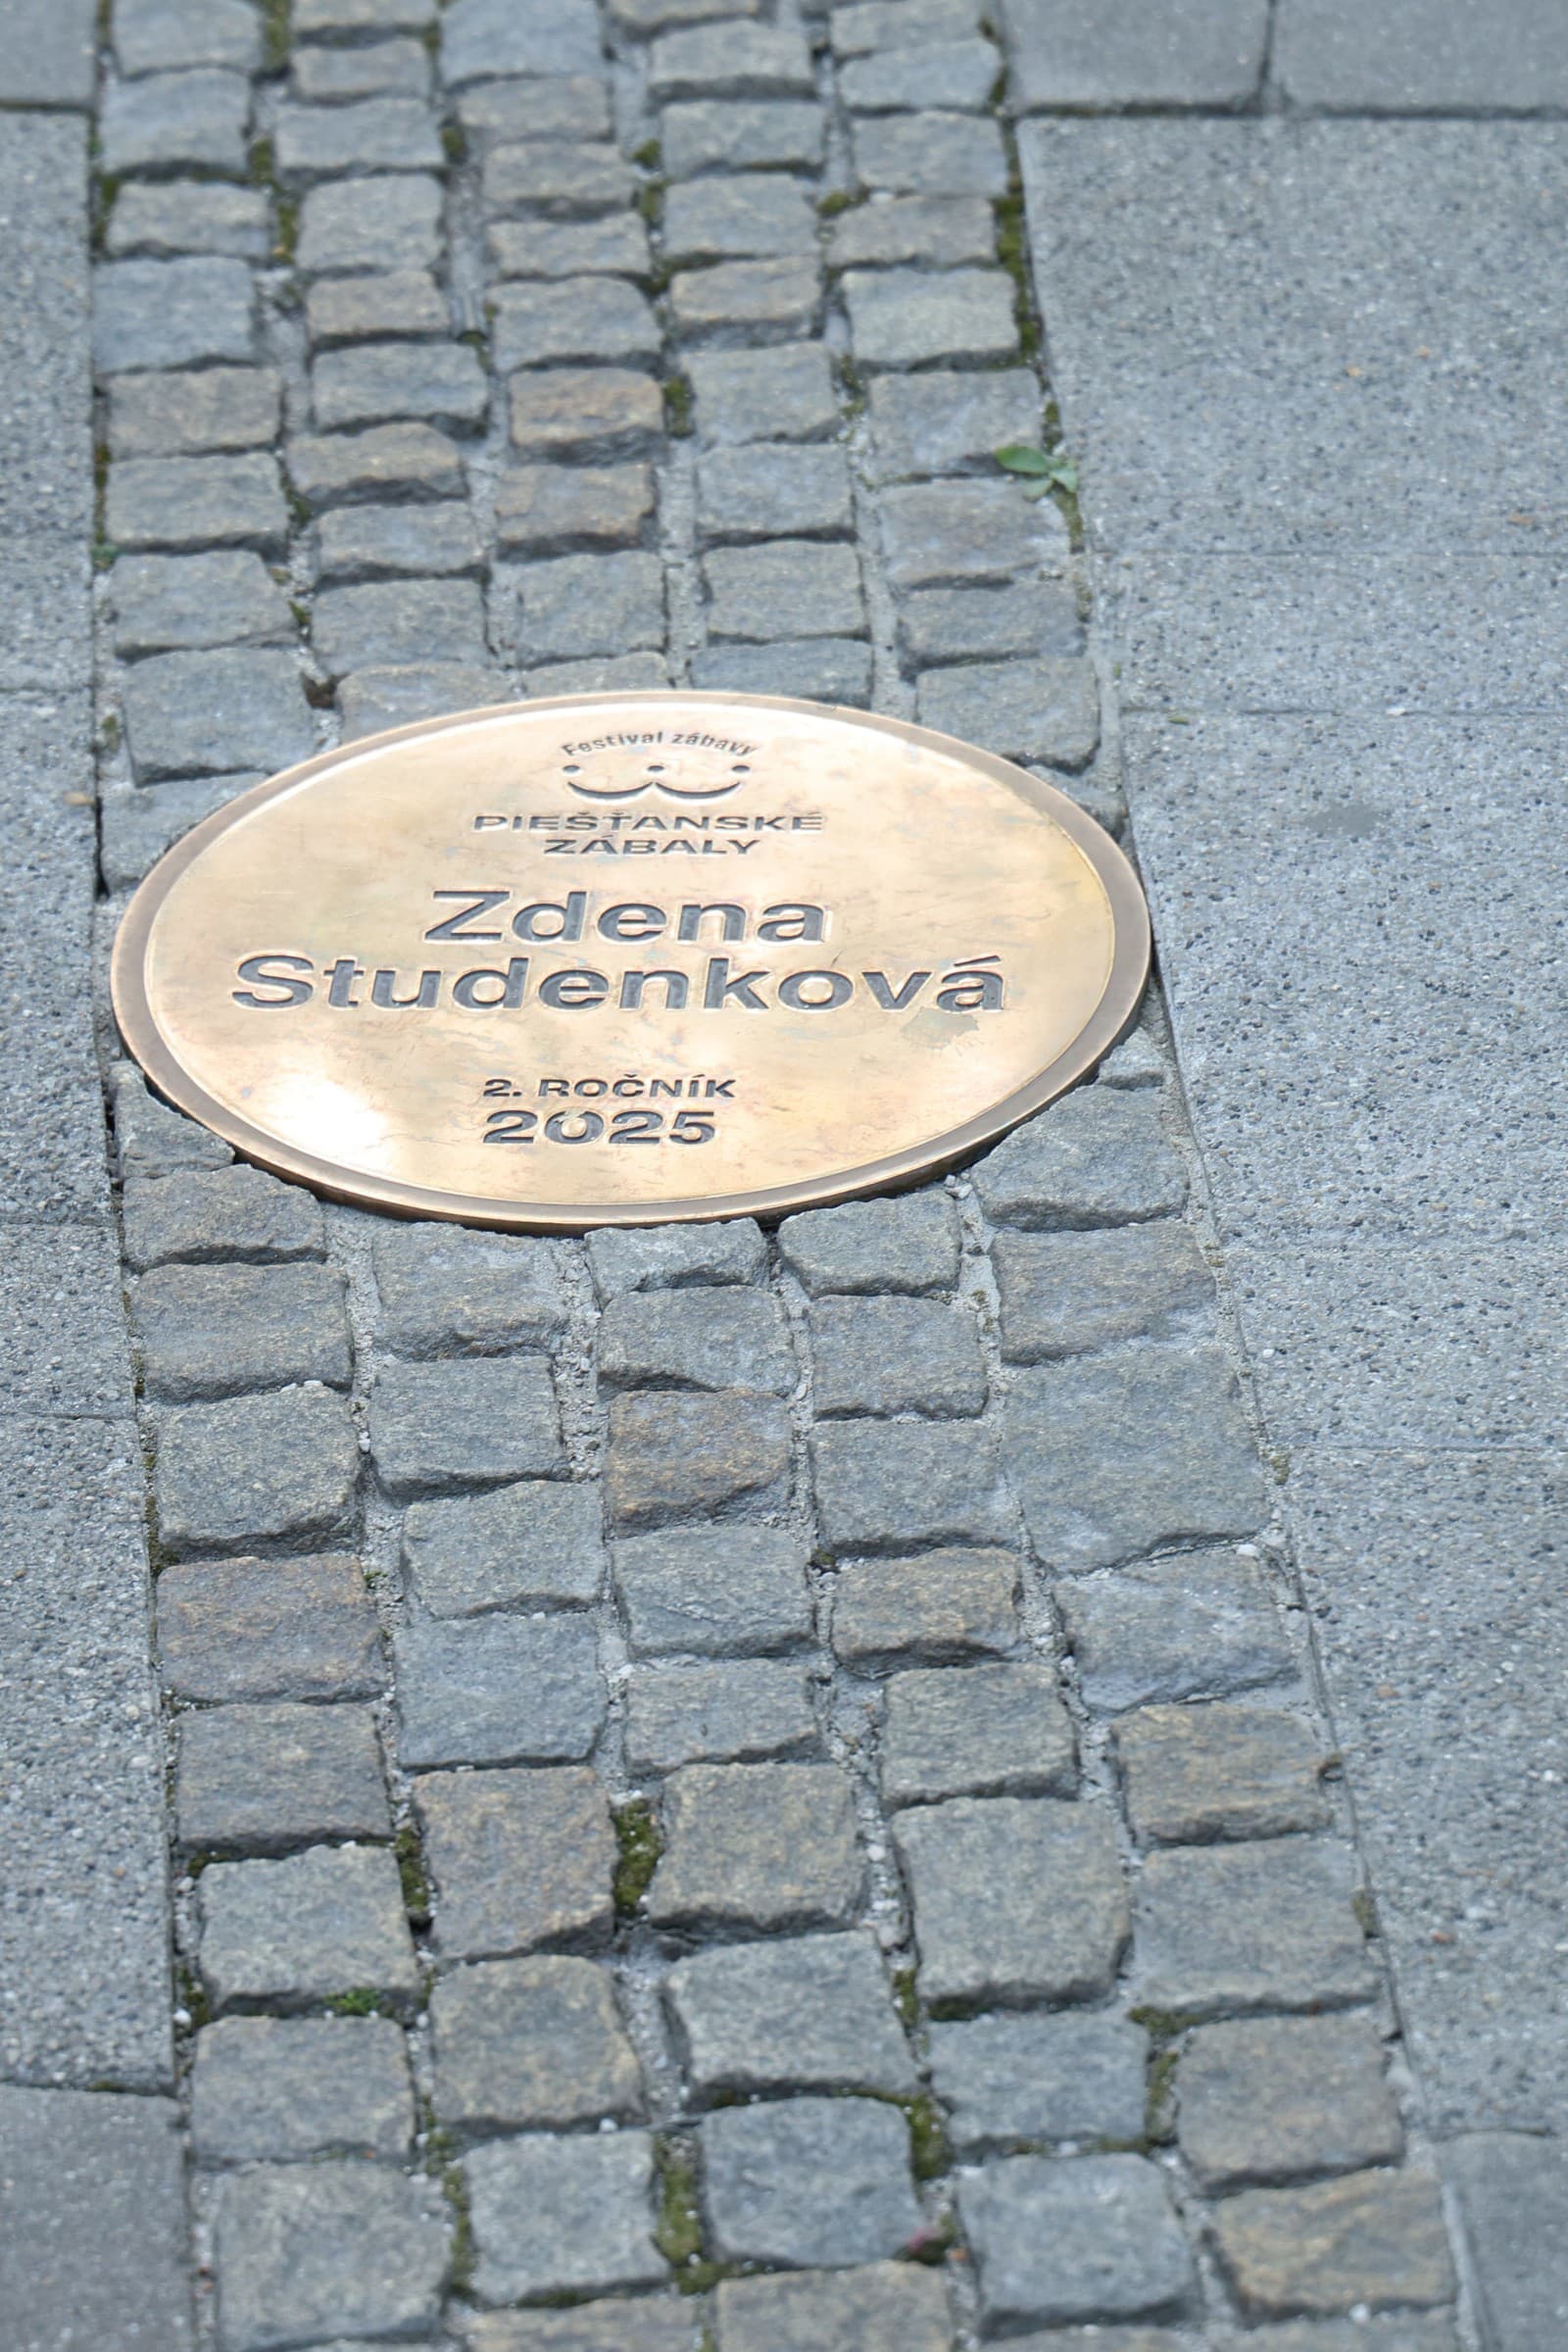 Festival zábavy
PIEŠŤANSKÉ
ZÁBALY
Zdena
Studenková
2. ROČNÍK
2025